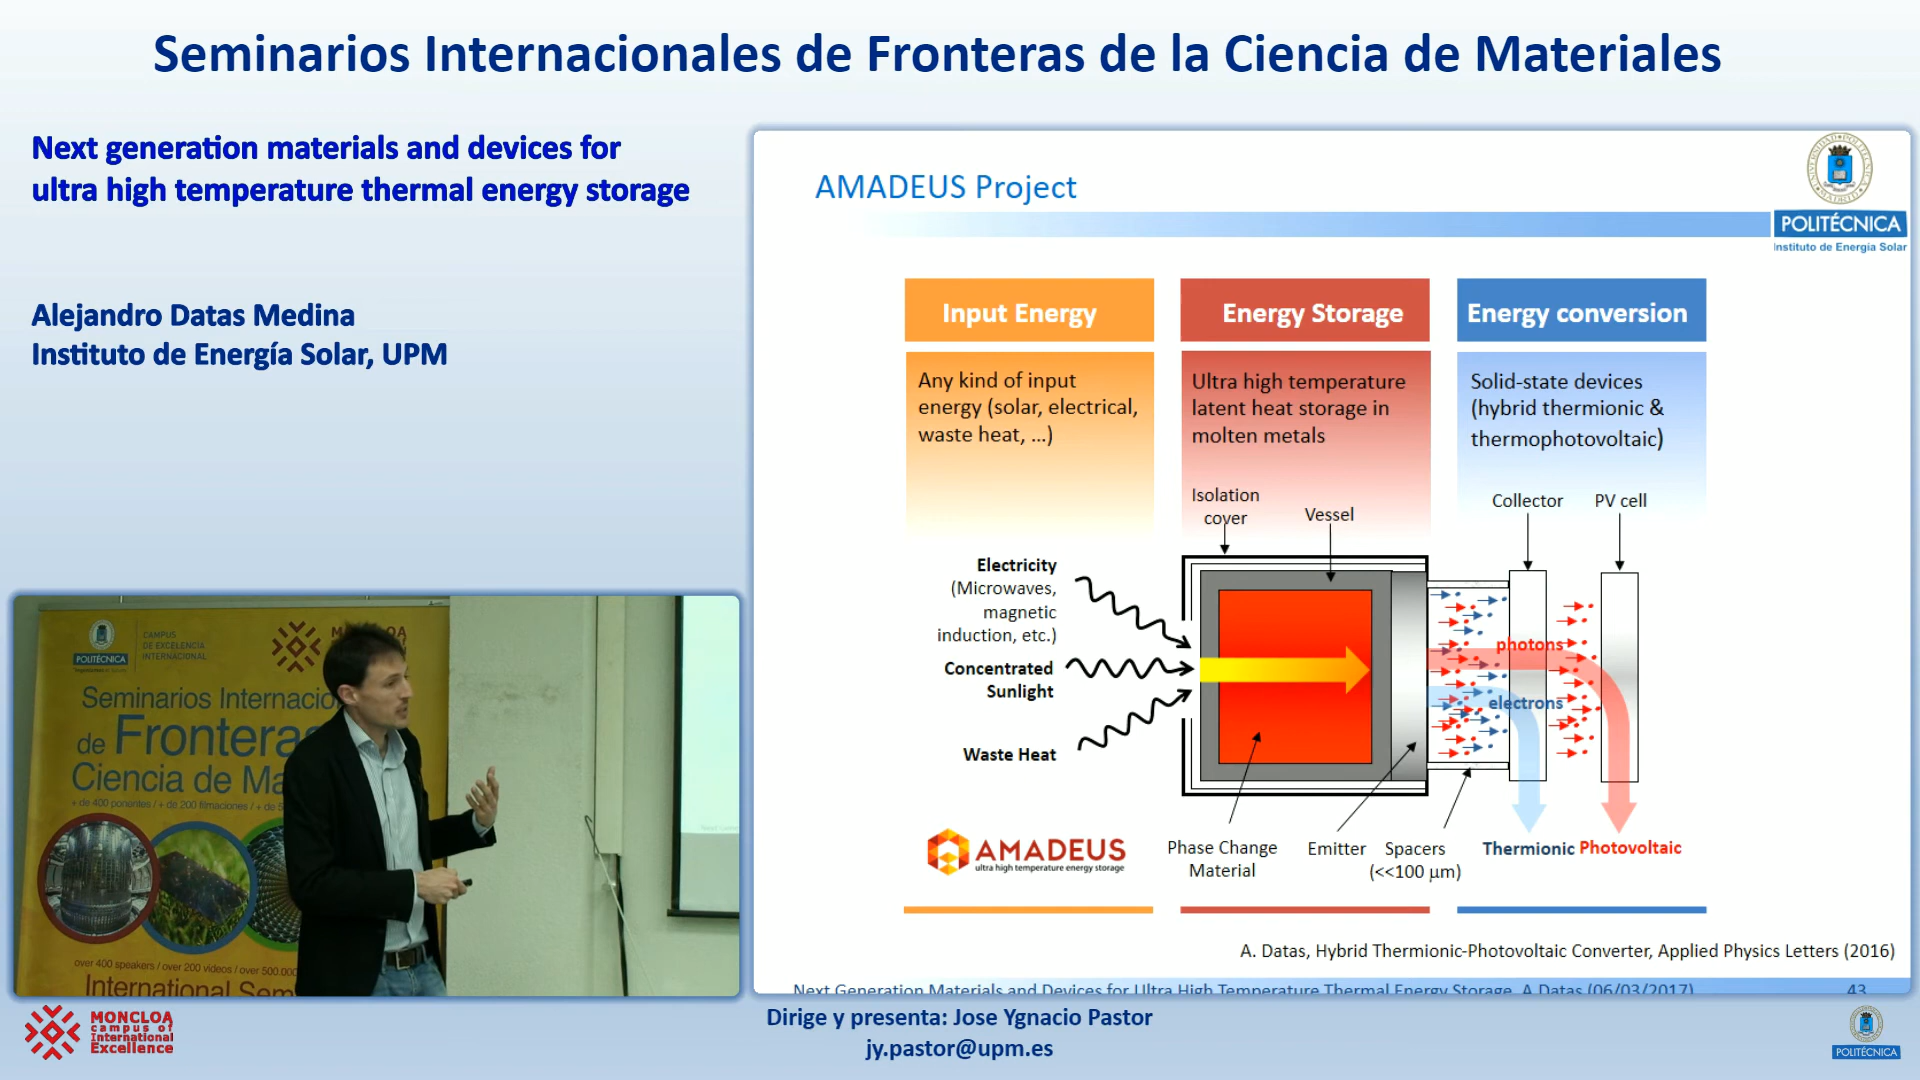 Seminarios Internacionales de Fronteras de la Ciencia de Materiales
Next generation materials and devices for
ultra high temperature thermal energy storage
Alejandro Datas Medina
Instituto de Energía Solar, UPM
AMADEUS Project
POLITÉCNICA
Instituto de Energía Solar
Input Energy
Energy Storage
Energy conversion
Any kind of input
energy (solar, electrical,
waste heat, ...)
Ultra high temperature
latent heat storage in
molten metals
Solid-state devices
(hybrid thermionic &
thermophotovoltaic)
Isolation
cover
Vessel
Collector
PV cell
Electricity
(Microwaves,
magnetic
induction, etc.)
Concentrated
Sunlight
Waste Heat
photons
electrons
Phase Change
Material
Emitter
Spacers
(<<100 μm)
Thermionic
Photovoltaic
AMADEUS
ultra high temperature energy storage
A. Datas, Hybrid Thermionic-Photovoltaic Converter, Applied Physics Letters (2016)
Next Generation Materials and Devices for Ultra High Temperature Thermal Energy Storage, A.Datas (06/03/2017)
43
POLITÉCNICA
CAMPUS
DE EXCELENCIA
INTERNACIONAL
Seminarios Internacio
de Fronteras
Ciencia de Ma
+ de 400 ponentes / + de 200 filmaciones / + de 5
over 400 speakers / over 200 videos / over 500.000
International Sem
MONCLOA
campus of
International
Excellence
Dirige y presenta: Jose Ygnacio Pastor
jy.pastor@upm.es
POLITÉCNICA